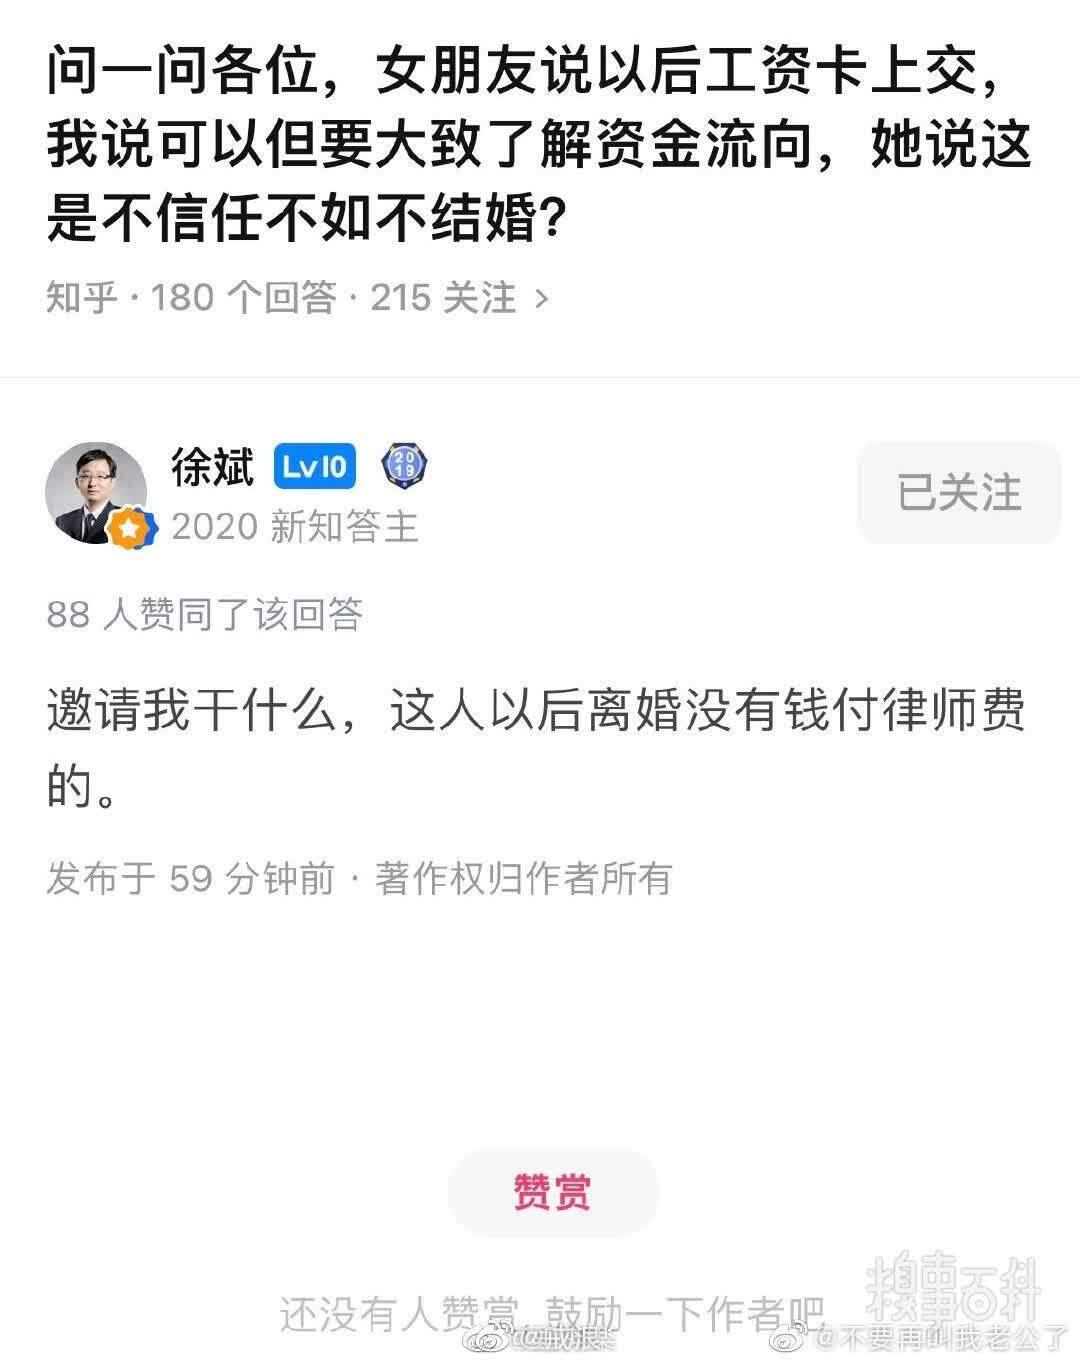 问一问各位，女朋友说以后工资卡上交，
我说可以但要大致了解资金流向，她说这
是不信任不如不结婚？
知乎 · 180 个回答 · 215 关注 >
徐斌 Lv10 2019
2020 新知答主
已关注
88 人赞同了该回答
邀请我干什么，这人以后离婚没有钱付律师费
的。
发布于 59 分钟前 · 著作权归作者所有
赞赏
还没有人赞赏，鼓励一下作者吧
糗事百科
@不要再叫我老公了